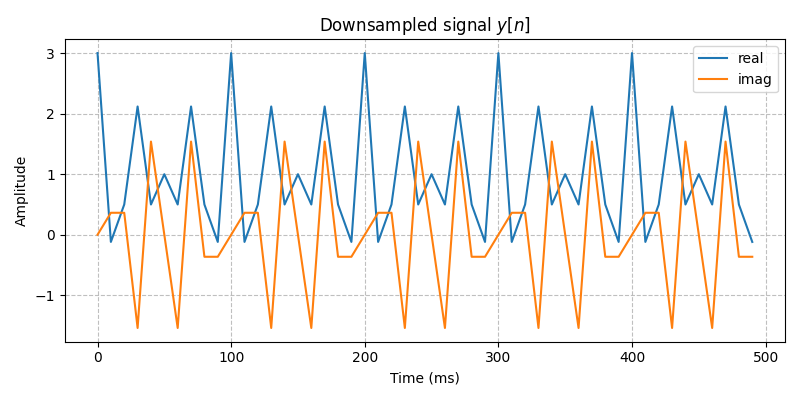 Downsampled signal y[n]
real
imag
Amplitude
3
2
1
0
−1
0 100 200 300 400 500
Time (ms)